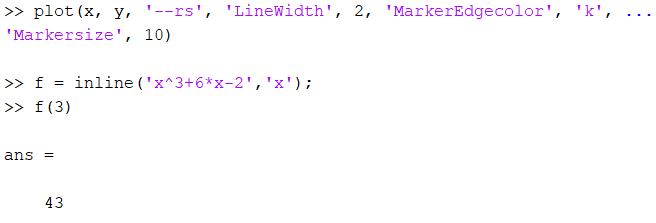 >> plot(x, y, '--rs', 'LineWidth', 2, 'MarkerEdgecolor', 'k', ...
'Markersize', 10)
>> f = inline('x^3+6*x-2','x');
>> f(3)
ans =
43